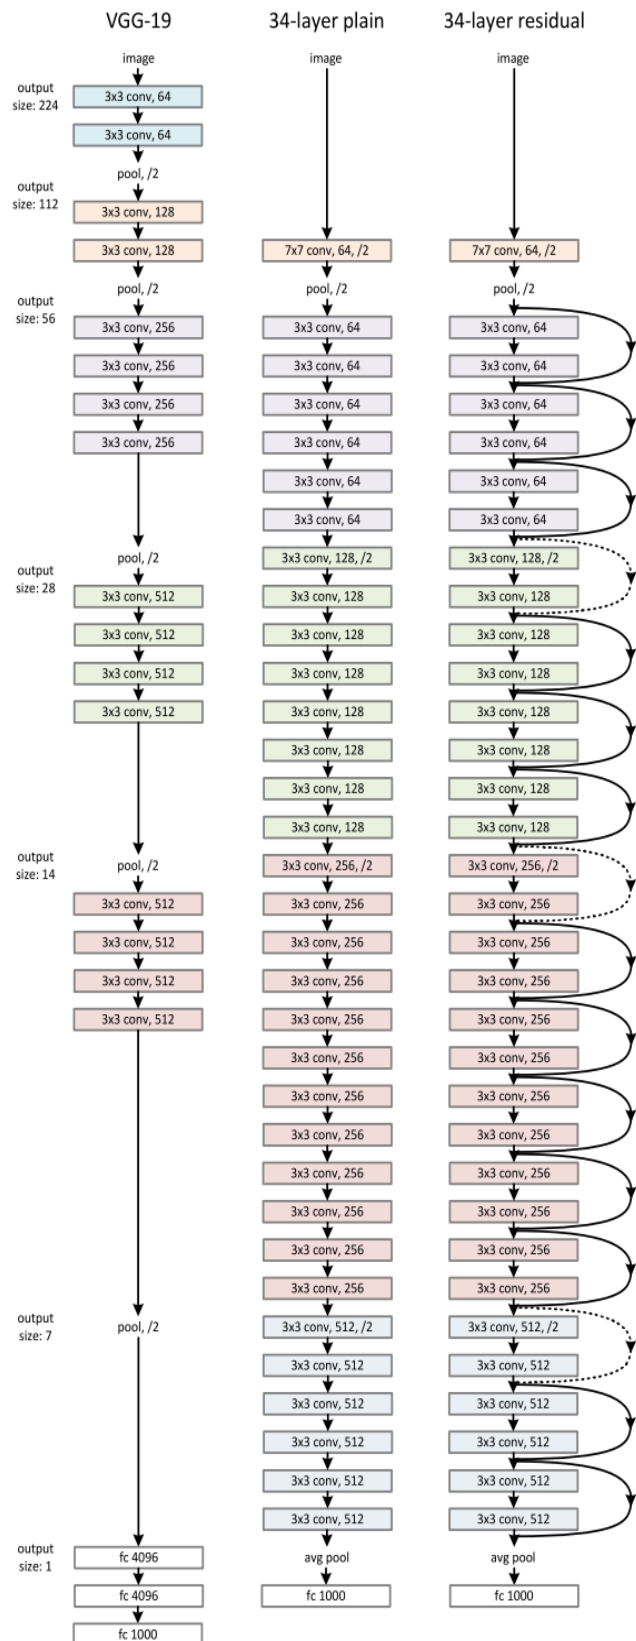 VGG-19
image
output
size: 224
3x3 conv, 64
3x3 conv, 64
pool, /2
output
size: 112
3x3 conv, 128
3x3 conv, 128
pool, /2
output
size: 56
3x3 conv, 256
3x3 conv, 256
3x3 conv, 256
3x3 conv, 256
pool, /2
output
size: 28
3x3 conv, 512
3x3 conv, 512
3x3 conv, 512
3x3 conv, 512
pool, /2
output
size: 14
3x3 conv, 512
3x3 conv, 512
3x3 conv, 512
3x3 conv, 512
output
size: 7
pool, /2
output
size: 1
fc 4096
fc 4096
fc 1000
34-layer plain
image
7x7 conv, 64, /2
pool, /2
3x3 conv, 64
3x3 conv, 64
3x3 conv, 64
3x3 conv, 64
3x3 conv, 64
3x3 conv, 64
3x3 conv, 128, /2
3x3 conv, 128
3x3 conv, 128
3x3 conv, 128
3x3 conv, 128
3x3 conv, 128
3x3 conv, 128
3x3 conv, 128
3x3 conv, 256, /2
3x3 conv, 256
3x3 conv, 256
3x3 conv, 256
3x3 conv, 256
3x3 conv, 256
3x3 conv, 256
3x3 conv, 256
3x3 conv, 256
3x3 conv, 256
3x3 conv, 256
3x3 conv, 256
3x3 conv, 512, /2
3x3 conv, 512
3x3 conv, 512
3x3 conv, 512
3x3 conv, 512
3x3 conv, 512
avg pool
fc 1000
34-layer residual
image
7x7 conv, 64, /2
pool, /2
3x3 conv, 64
3x3 conv, 64
3x3 conv, 64
3x3 conv, 64
3x3 conv, 64
3x3 conv, 64
3x3 conv, 128, /2
3x3 conv, 128
3x3 conv, 128
3x3 conv, 128
3x3 conv, 128
3x3 conv, 128
3x3 conv, 128
3x3 conv, 128
3x3 conv, 256, /2
3x3 conv, 256
3x3 conv, 256
3x3 conv, 256
3x3 conv, 256
3x3 conv, 256
3x3 conv, 256
3x3 conv, 256
3x3 conv, 256
3x3 conv, 256
3x3 conv, 256
3x3 conv, 256
3x3 conv, 512, /2
3x3 conv, 512
3x3 conv, 512
3x3 conv, 512
3x3 conv, 512
3x3 conv, 512
avg pool
fc 1000